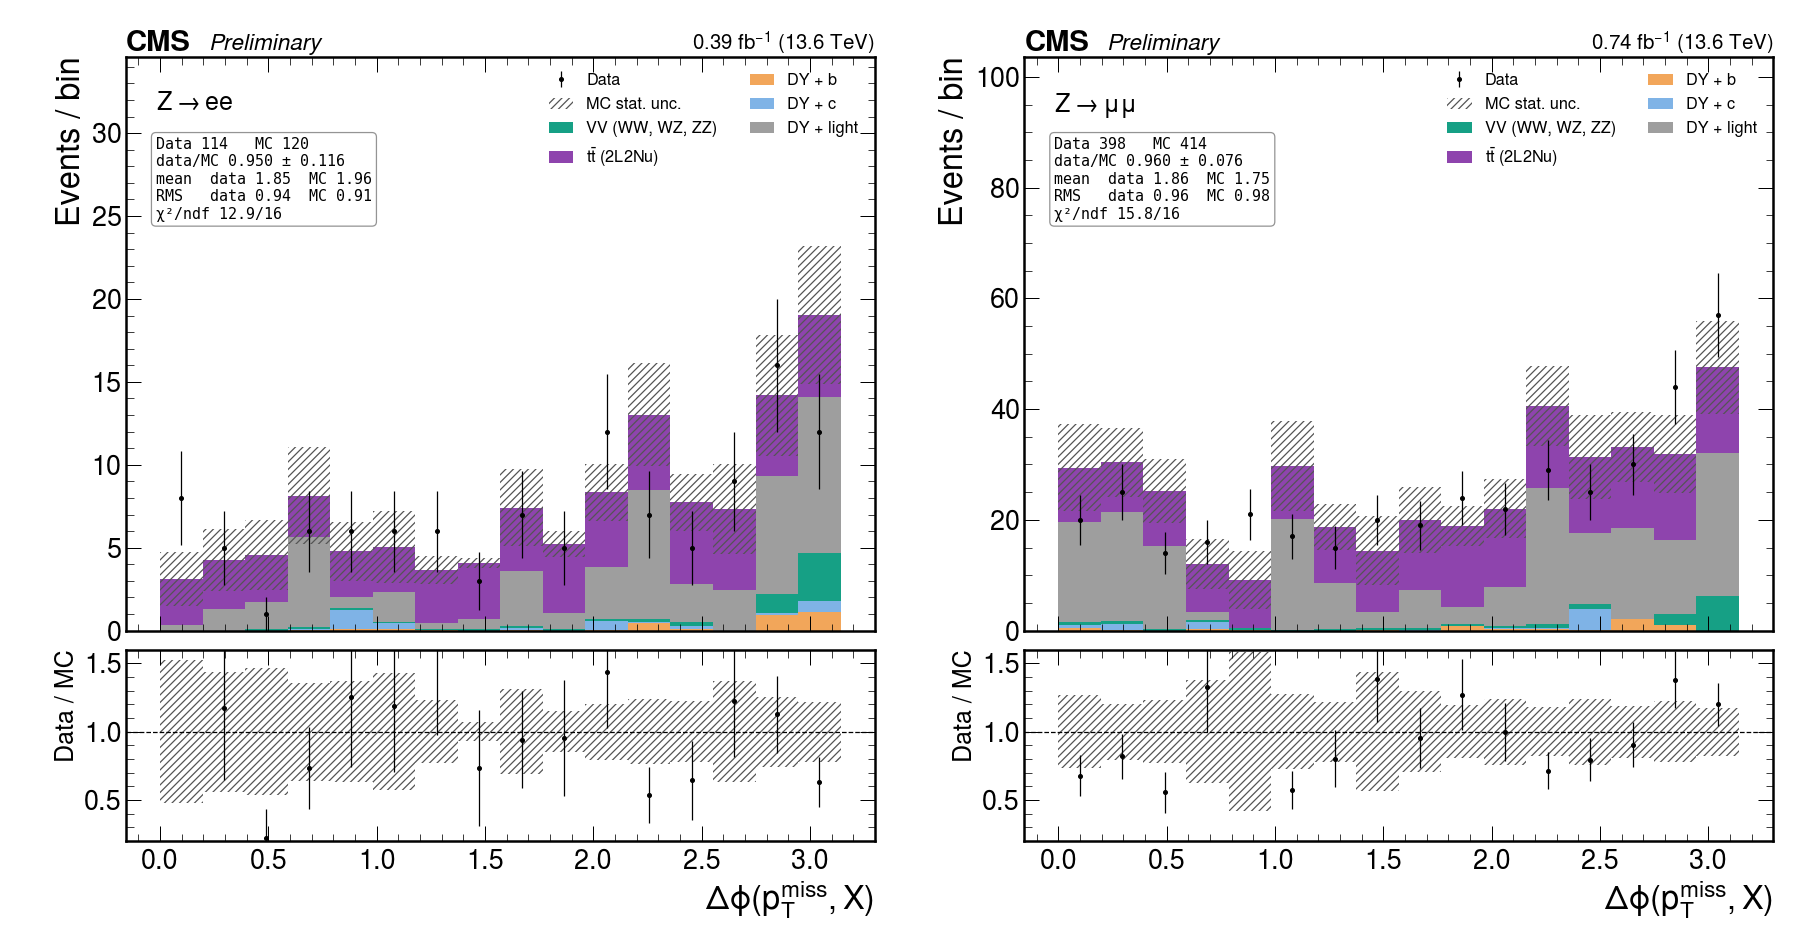 CMS Preliminary 0.39 fb⁻¹ (13.6 TeV)
Events / bin
Z→ee
Data 114 MC 120
data/MC 0.950 ± 0.116
mean data 1.85 MC 1.96
RMS data 0.94 MC 0.91
χ²/ndf 12.9/16
Data
MC stat. unc.
VV (WW, WZ, ZZ)
tt̄ (2L2Nu)
DY + b
DY + c
DY + light
30
25
20
15
10
5
0
Data / MC
1.5
1.0
0.5
0.0 0.5 1.0 1.5 2.0 2.5 3.0
Δϕ(p_T^miss, X)
CMS Preliminary 0.74 fb⁻¹ (13.6 TeV)
Events / bin
Z→μμ
Data 398 MC 414
data/MC 0.960 ± 0.076
mean data 1.86 MC 1.75
RMS data 0.96 MC 0.98
χ²/ndf 15.8/16
Data
MC stat. unc.
VV (WW, WZ, ZZ)
tt̄ (2L2Nu)
DY + b
DY + c
DY + light
100
80
60
40
20
0
Data / MC
1.5
1.0
0.5
0.0 0.5 1.0 1.5 2.0 2.5 3.0
Δϕ(p_T^miss, X)